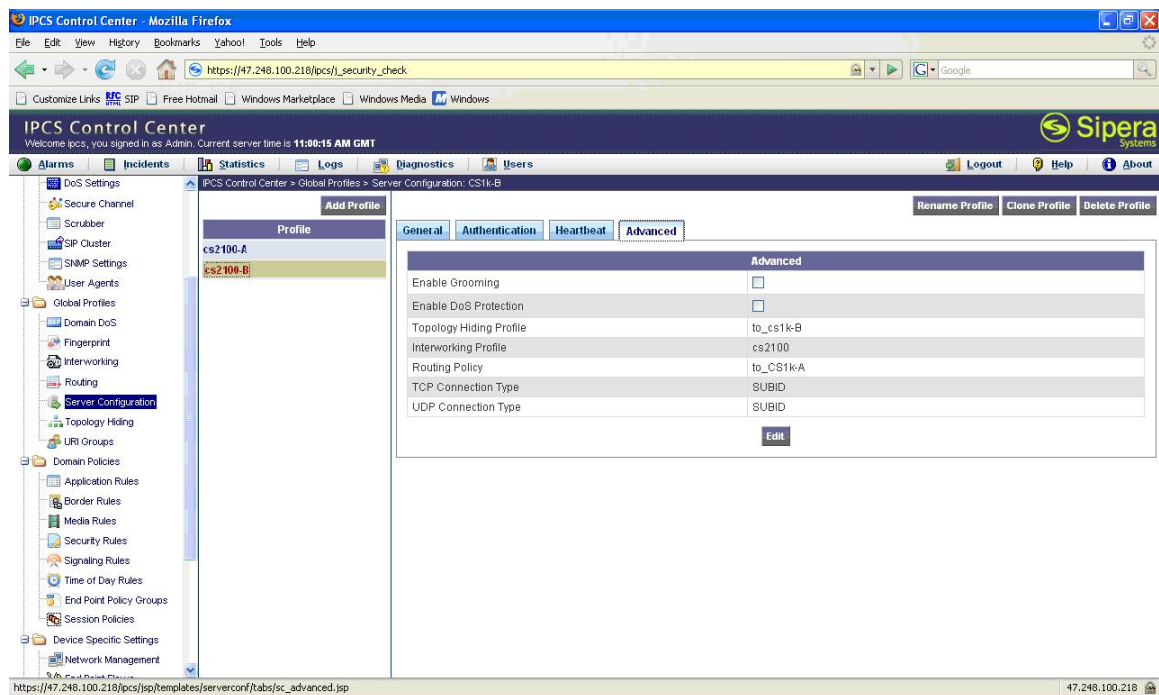 IPCS Control Center - Mozilla Firefox
File Edit View History Bookmarks Yahoo! Tools Help
https://47.248.100.218/ipcs/j_security_check
G Google
Customize Links RFC HTML SIP Free Hotmail Windows Marketplace Windows Media Windows
IPCS Control Center
Welcome ipcs, you signed in as Admin. Current server time is 11:00:15 AM GMT
Sipera
Systems
Alarms Incidents Statistics Logs Diagnostics Users Logout Help About
DoS Settings
Secure Channel
Scrubber
SIP Cluster
SNMP Settings
User Agents
Global Profiles
Domain DoS
Fingerprint
Interworking
Routing
Server Configuration
Topology Hiding
URI Groups
Domain Policies
Application Rules
Border Rules
Media Rules
Security Rules
Signaling Rules
Time of Day Rules
End Point Policy Groups
Session Policies
Device Specific Settings
Network Management
End Point Flows
IPCS Control Center > Global Profiles > Server Configuration: CS1k-B
Add Profile
Profile
cs2100-A
cs2100-B
Rename Profile Clone Profile Delete Profile
General Authentication Heartbeat Advanced
Advanced
Enable Grooming
Enable DoS Protection
Topology Hiding Profile to_cs1k-B
Interworking Profile cs2100
Routing Policy to_CS1k-A
TCP Connection Type SUBID
UDP Connection Type SUBID
Edit
https://47.248.100.218/ipcs/jsp/templates/serverconf/tabs/sc_advanced.jsp
47.248.100.218